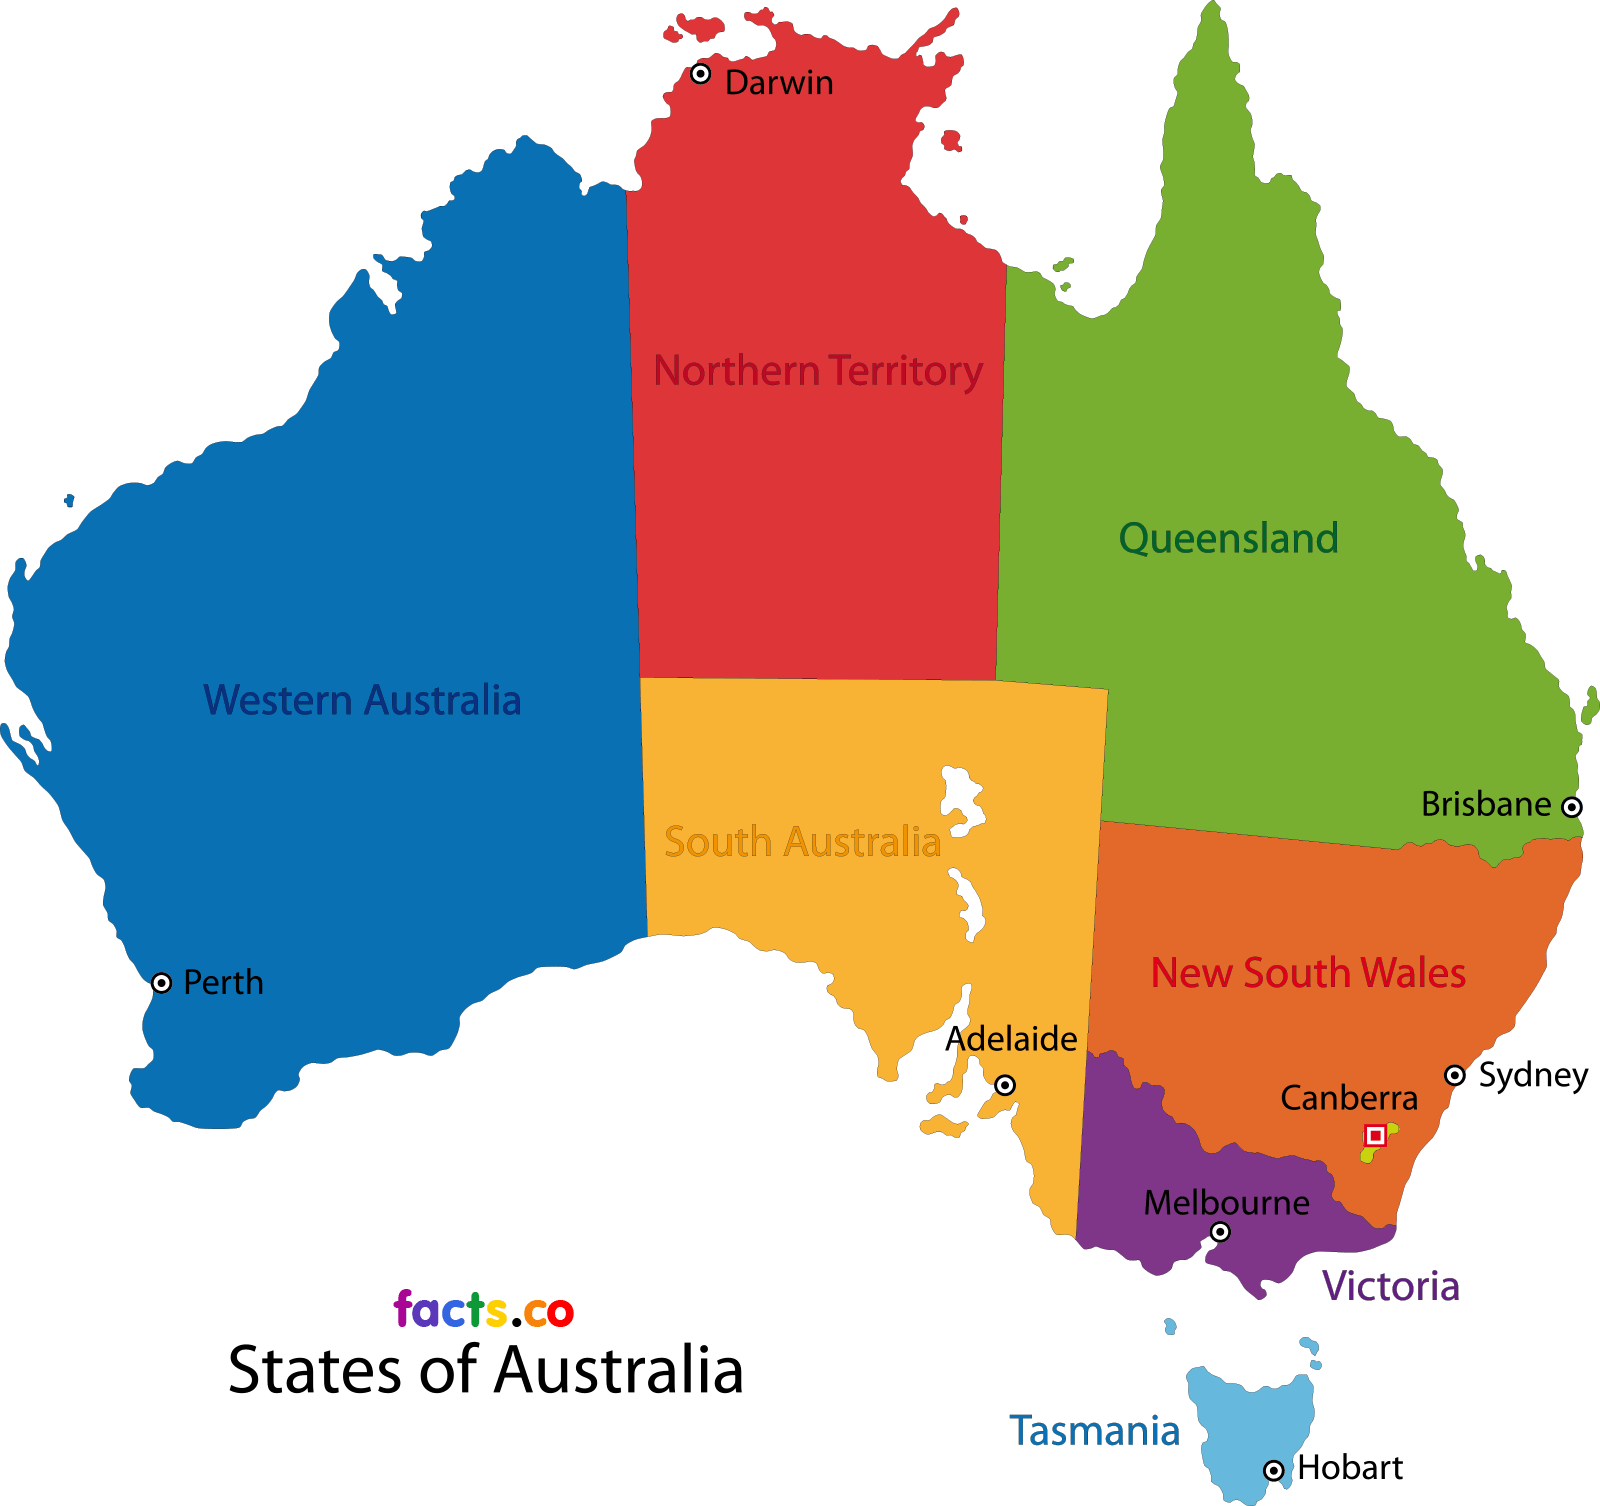 Darwin
Northern Territory
Queensland
Western Australia
Brisbane
South Australia
New South Wales
Perth
Adelaide
Sydney
Canberra
Melbourne
Victoria
facts.co
States of Australia
Tasmania
Hobart